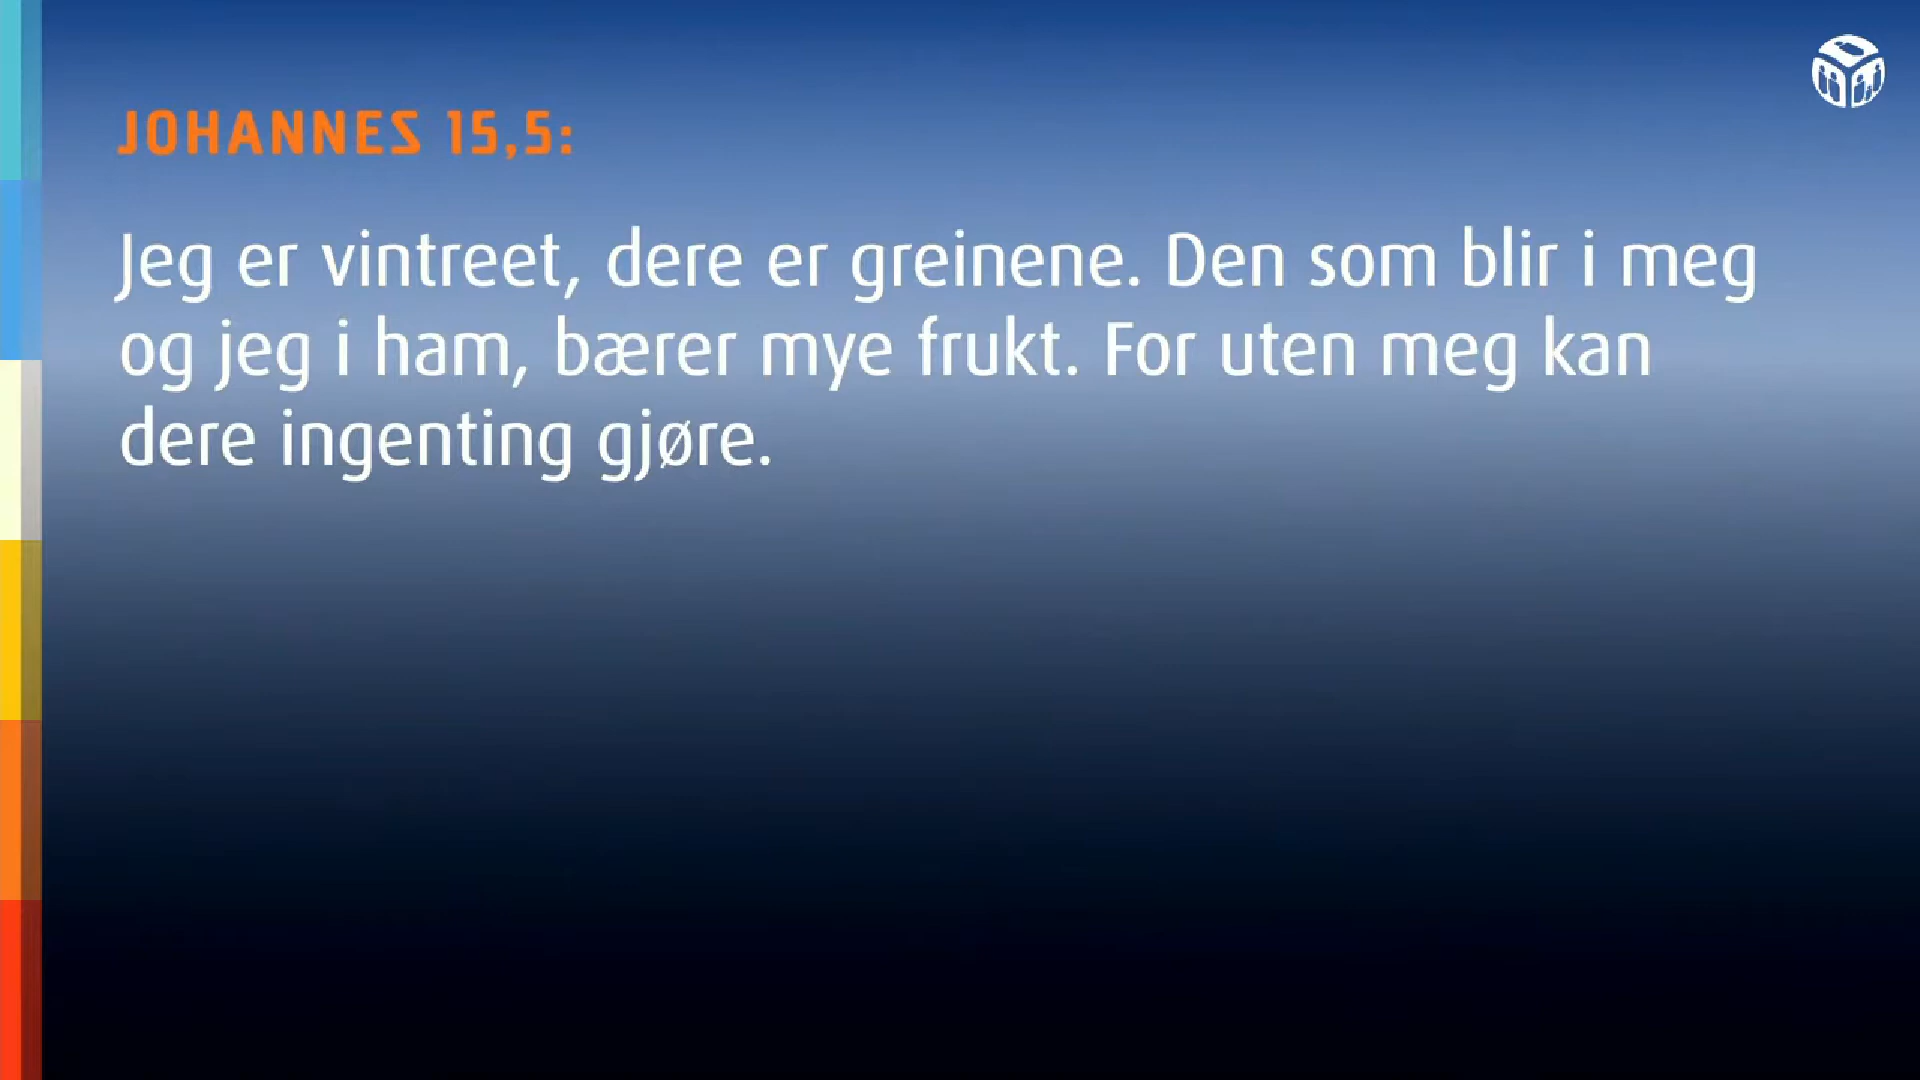 JOHANNES 15,5:
Jeg er vintreet, dere er greinene. Den som blir i meg
og jeg i ham, bærer mye frukt. For uten meg kan
dere ingenting gjøre.